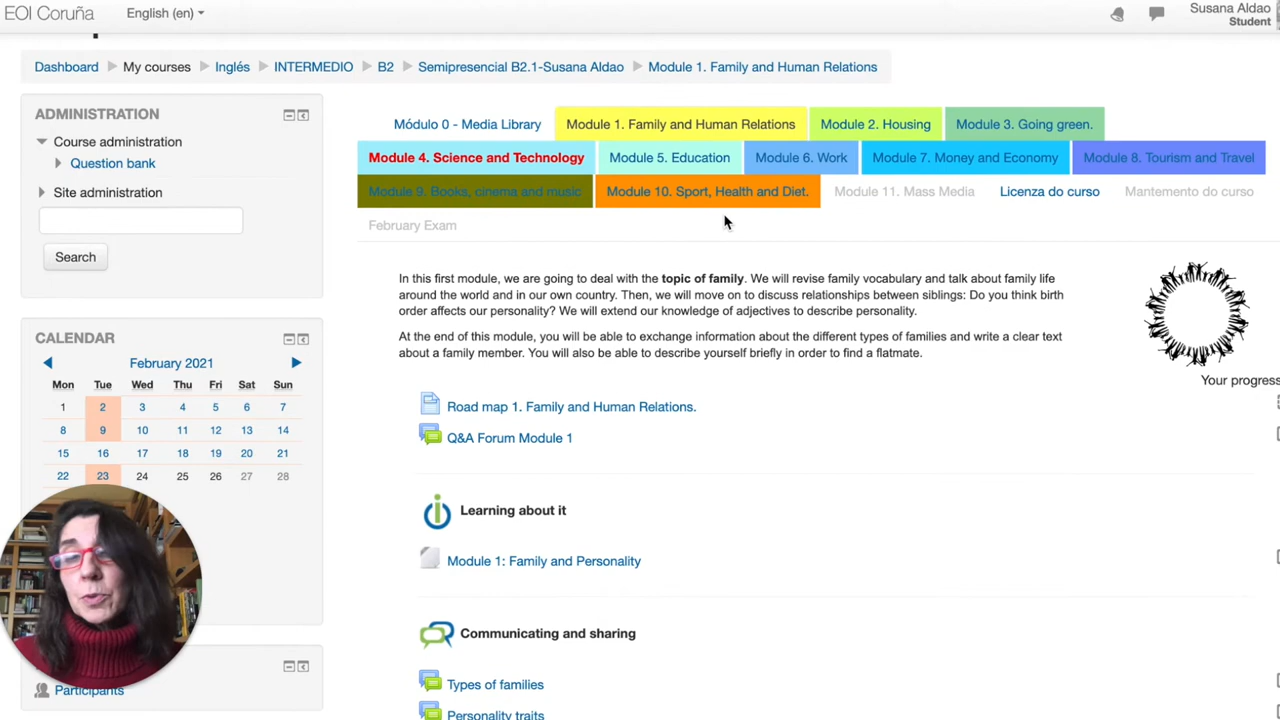 EOI Coruña English (en)
Susana Aldao
Student
Dashboard My courses Inglés INTERMEDIO B2 Semipresencial B2.1-Susana Aldao Module 1. Family and Human Relations
ADMINISTRATION
Course administration
Question bank
Site administration
Search
CALENDAR
February 2021
Mon Tue Wed Thu Fri Sat Sun
1 2 3 4 5 6 7
8 9 10 11 12 13 14
15 16 17 18 19 20 21
22 23 24 25 26 27 28
Participants
Módulo 0 - Media Library Module 1. Family and Human Relations Module 2. Housing Module 3. Going green.
Module 4. Science and Technology Module 5. Education Module 6. Work Module 7. Money and Economy Module 8. Tourism and Travel
Module 9. Books, cinema and music Module 10. Sport, Health and Diet. Module 11. Mass Media Licenza do curso Mantemento do curso
February Exam
In this first module, we are going to deal with the topic of family. We will revise family vocabulary and talk about family life
around the world and in our own country. Then, we will move on to discuss relationships between siblings: Do you think birth
order affects our personality? We will extend our knowledge of adjectives to describe personality.
At the end of this module, you will be able to exchange information about the different types of families and write a clear text
about a family member. You will also be able to describe yourself briefly in order to find a flatmate.
Your progress
Road map 1. Family and Human Relations.
Q&A Forum Module 1
Learning about it
Module 1: Family and Personality
Communicating and sharing
Types of families
Personality traits